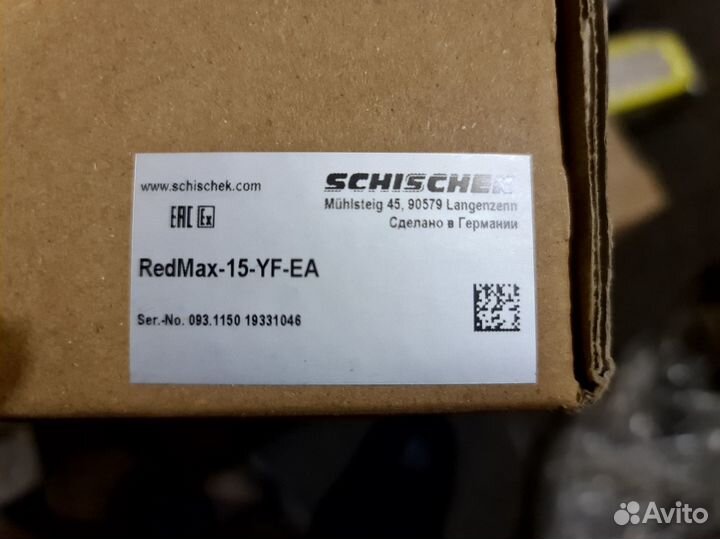 www.schischek.com
SCHISCHEK
Mühlsteig 45, 90579 Langenzenn
Сделано в Германии
EAC Ex
RedMax-15-YF-EA
Ser.-No. 093.1150 19331046
Avito